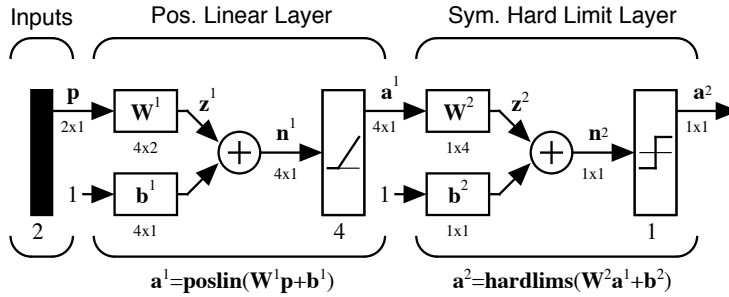 Inputs Pos. Linear Layer Sym. Hard Limit Layer
p W¹ z¹ n¹ a¹ W² z² n² a²
2x1 4x2 4x1 4x1 1x4 1x1 1x1
1 b¹ 1 b²
2 4x1 4 1x1 1
a¹=poslin(W¹p+b¹) a²=hardlims(W²a¹+b²)